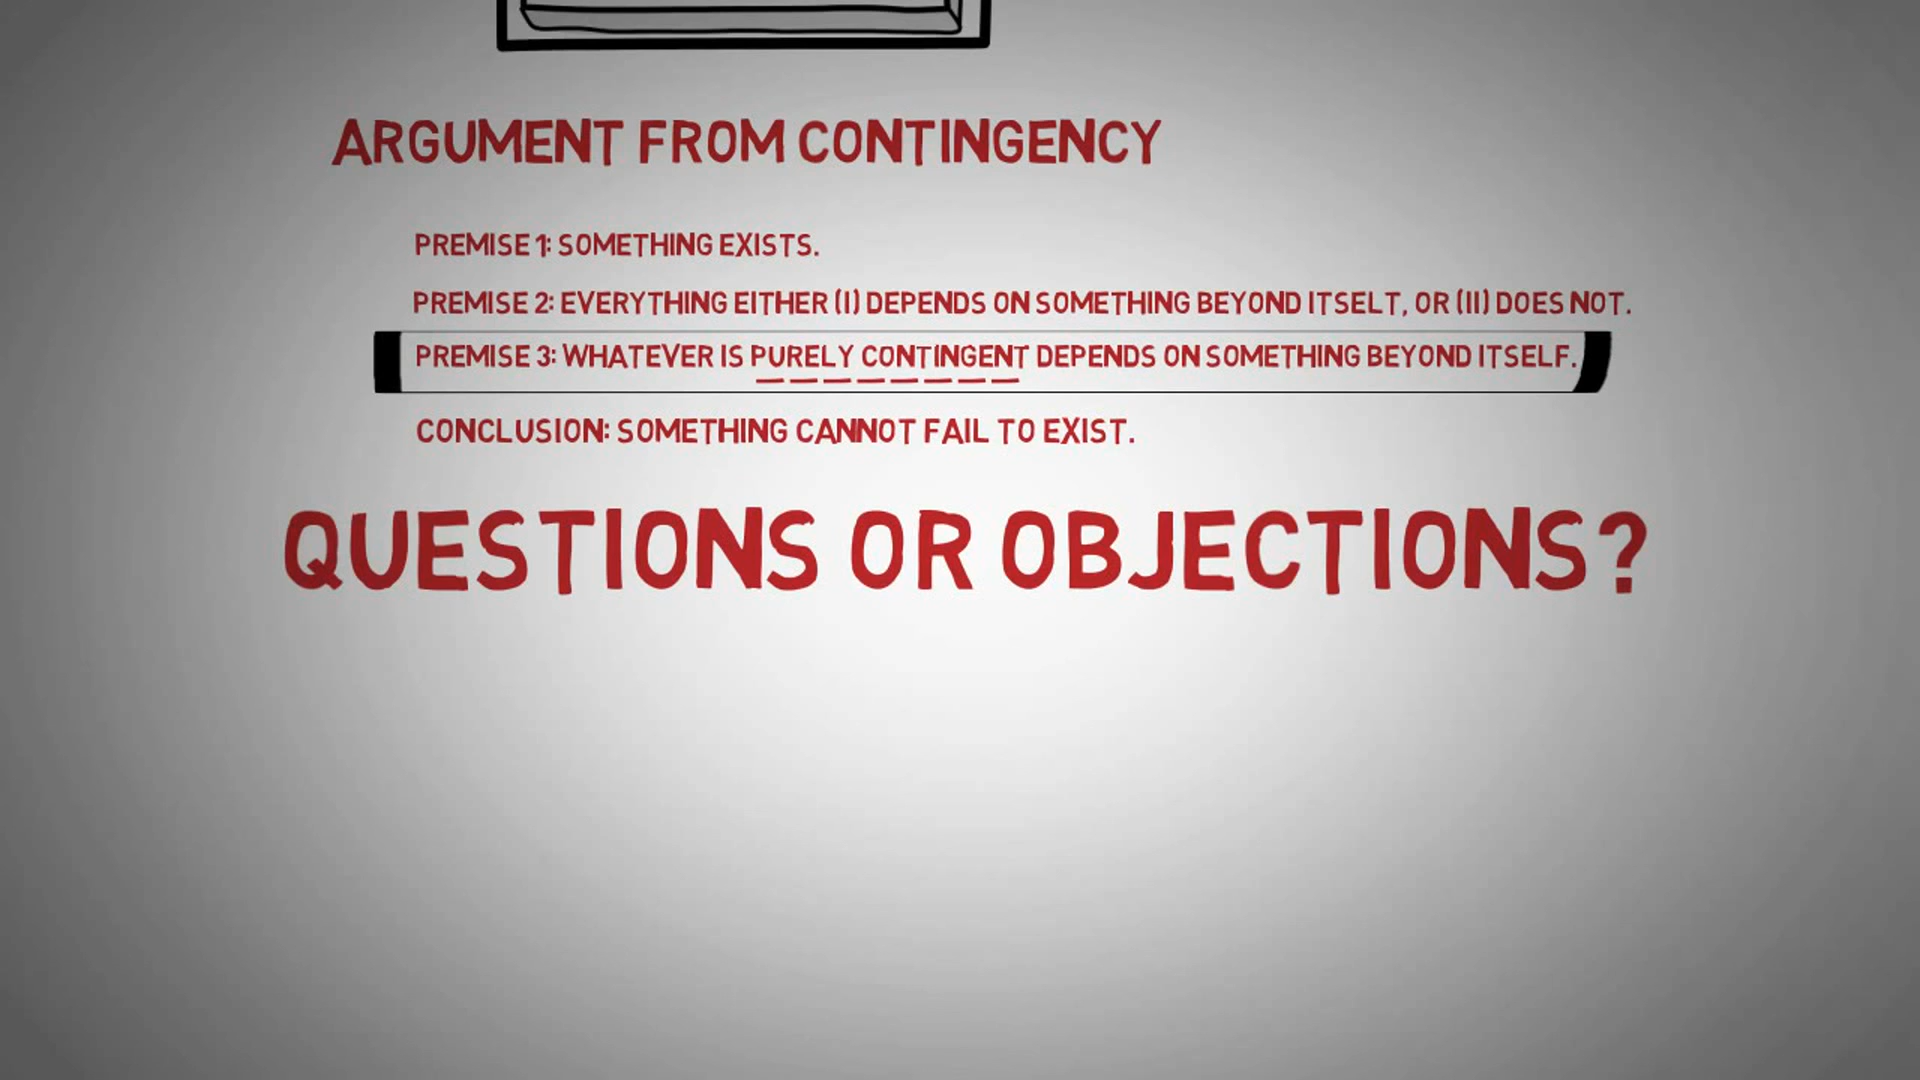 ARGUMENT FROM CONTINGENCY
PREMISE 1: SOMETHING EXISTS.
PREMISE 2: EVERYTHING EITHER (I) DEPENDS ON SOMETHING BEYOND ITSELT, OR (II) DOES NOT.
PREMISE 3: WHATEVER IS PURELY CONTINGENT DEPENDS ON SOMETHING BEYOND ITSELF.
CONCLUSION: SOMETHING CANNOT FAIL TO EXIST.
QUESTIONS OR OBJECTIONS?